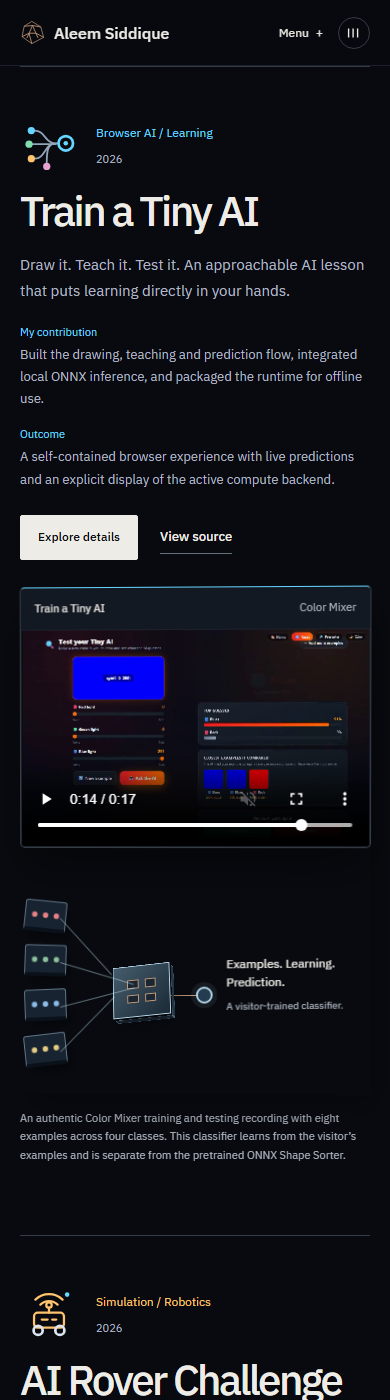 Aleem Siddique
Menu +
Browser AI / Learning
2026
Train a Tiny AI
Draw it. Teach it. Test it. An approachable AI lesson
that puts learning directly in your hands.
My contribution
Built the drawing, teaching and prediction flow, integrated
local ONNX inference, and packaged the runtime for offline
use.
Outcome
A self-contained browser experience with live predictions
and an explicit display of the active compute backend.
Explore details
View source
Train a Tiny AI
Color Mixer
Test your Tiny AI
0:14 / 0:17
Examples. Learning.
Prediction.
A visitor-trained classifier.
An authentic Color Mixer training and testing recording with eight
examples across four classes. This classifier learns from the visitor's
examples and is separate from the pretrained ONNX Shape Sorter.
Simulation / Robotics
2026
AI Rover Challenge